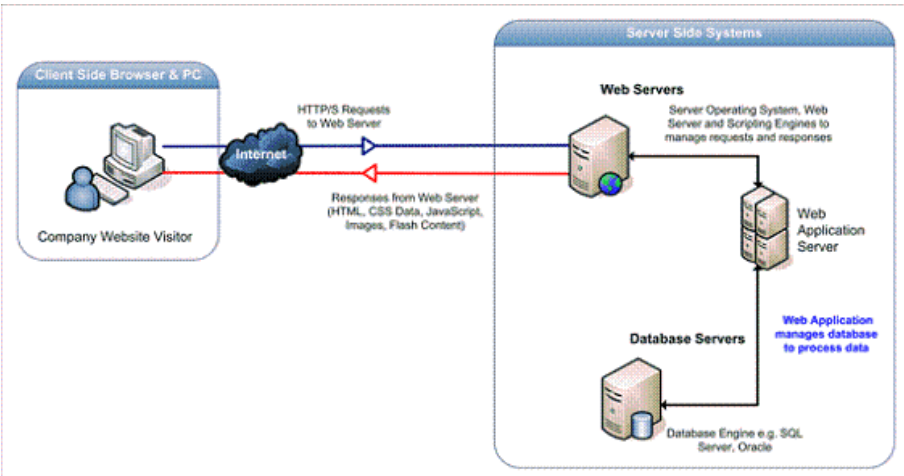 Server Side Systems
Client Side Browser & PC
Web Servers
HTTP/S Requests
to Web Server
Server Operating System, Web
Server and Scripting Engines to
manage requests and responses
Internet
Responses from Web Server
(HTML, CSS Data, JavaScript,
Images, Flash Content)
Company Website Visitor
Web
Application
Server
Web Application
manages database
to process data
Database Servers
Database Engine e.g. SQL
Server, Oracle